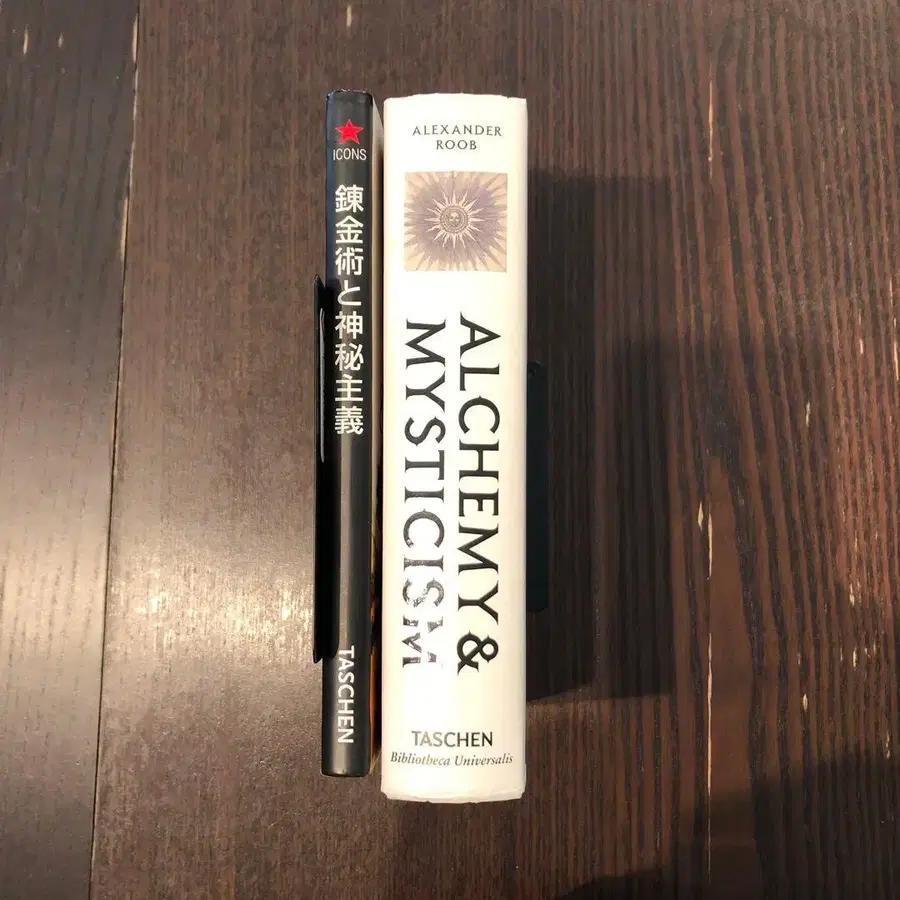 ICONS
錬金術と神秘主義
TASCHEN
ALEXANDER
ROOB
ALCHEMY &
MYSTICISM
TASCHEN
Bibliotheca Universalis